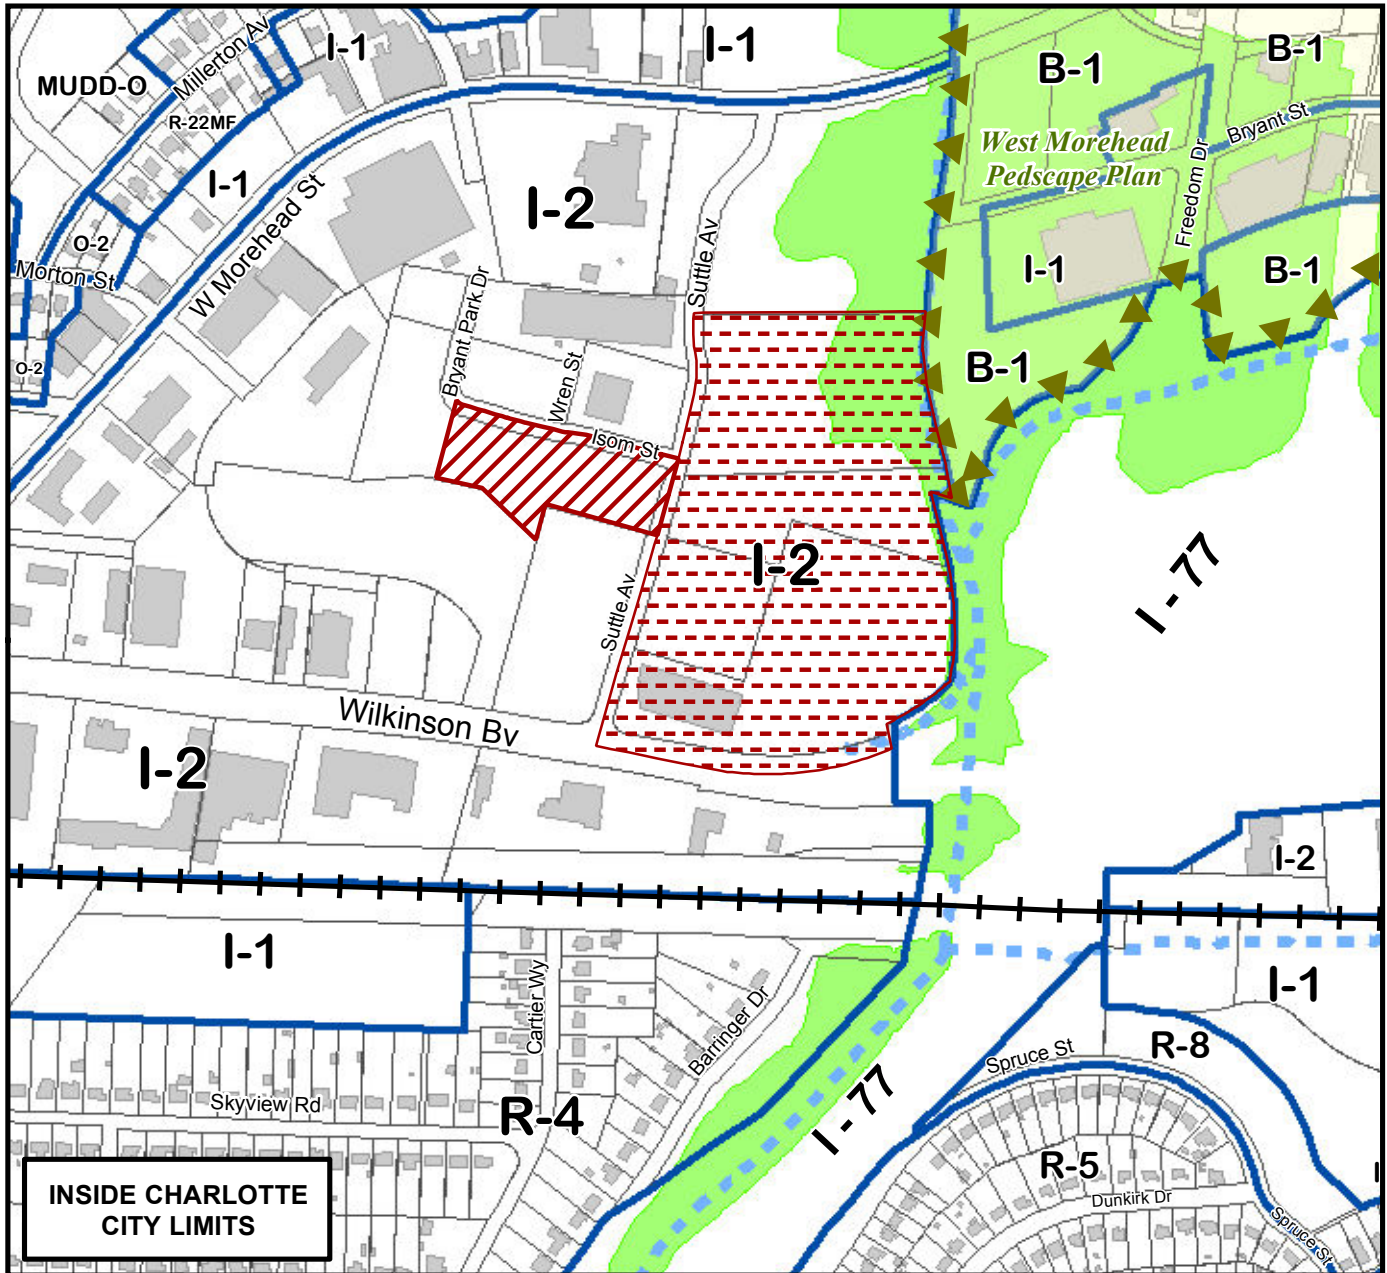 I-1
I-1
B-1
B-1
Millerton Av
MUDD-O
R-22MF
Bryant St
West Morehead
Pedscape Plan
Freedom Dr
I-1
I-2
W Morehead St
O-2
Morton St
Suttle Av
I-1
B-1
Bryant Park Dr
O-2
Wren St
B-1
Isom St
I-2
I - 77
Suttle Av
Wilkinson Bv
I-2
I-2
I-1
I-1
Cartier Wy
Barringer Dr
Spruce St
R-8
Skyview Rd
R-4
I - 77
R-5
Dunkirk Dr
Spruce St
INSIDE CHARLOTTE
CITY LIMITS